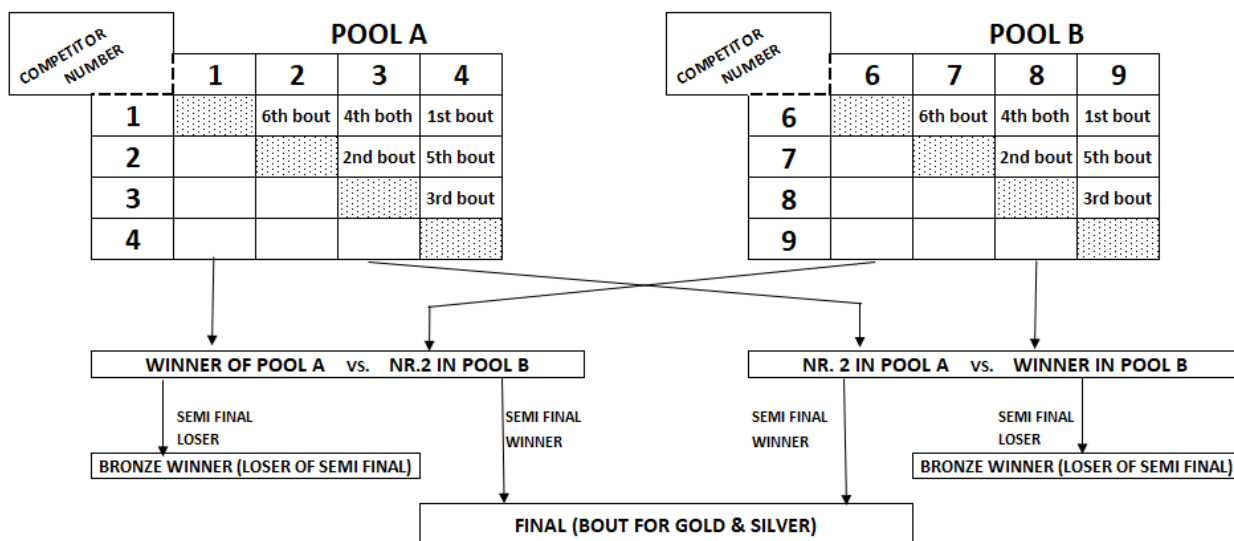 POOL A
COMPETITOR
NUMBER
1 2 3 4
1 6th bout 4th both 1st bout
2 2nd bout 5th bout
3 3rd bout
4
POOL B
COMPETITOR
NUMBER
6 7 8 9
6 6th bout 4th both 1st bout
7 2nd bout 5th bout
8 3rd bout
9
WINNER OF POOL A VS. NR.2 IN POOL B
NR. 2 IN POOL A VS. WINNER IN POOL B
SEMI FINAL
LOSER
SEMI FINAL
WINNER
SEMI FINAL
WINNER
SEMI FINAL
LOSER
BRONZE WINNER (LOSER OF SEMI FINAL)
BRONZE WINNER (LOSER OF SEMI FINAL)
FINAL (BOUT FOR GOLD & SILVER)